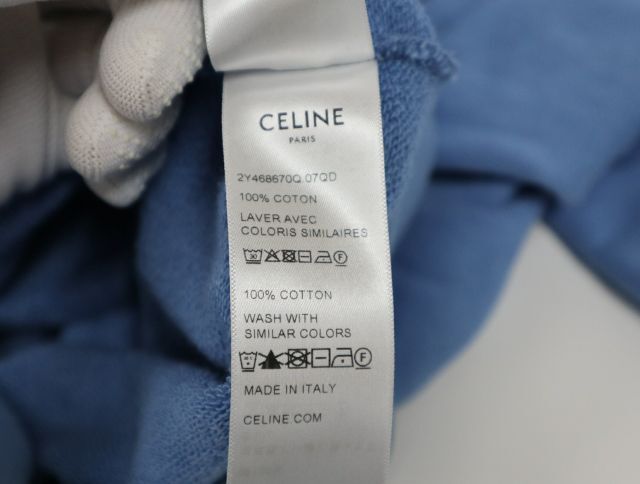 CELINE
PARIS
2Y468670Q.07QD
100% COTON
LAVER AVEC
COLORIS SIMILAIRES
100% COTTON
WASH WITH
SIMILAR COLORS
MADE IN ITALY
CELINE.COM